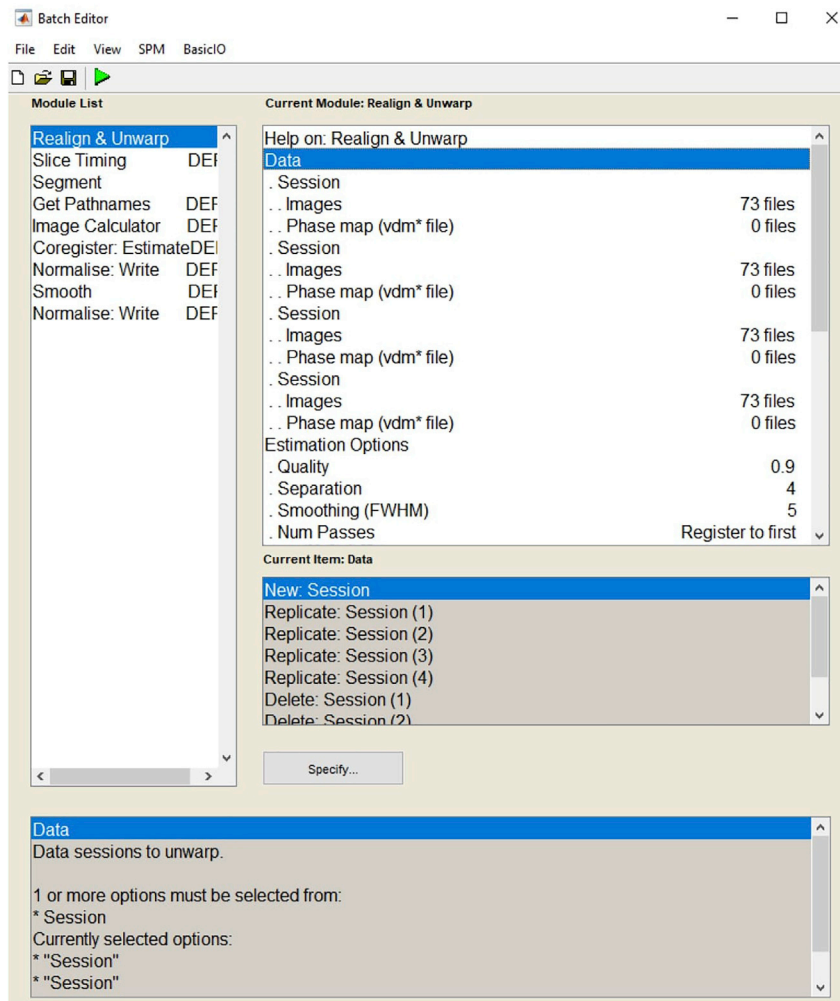 Batch Editor
File Edit View SPM BasicIO
Module List
Realign & Unwarp
Slice Timing DEF
Segment
Get Pathnames DEF
Image Calculator DEF
Coregister: EstimateDEF
Normalise: Write DEF
Smooth DEF
Normalise: Write DEF
Current Module: Realign & Unwarp
Help on: Realign & Unwarp
Data
. Session
. . Images 73 files
. . Phase map (vdm* file) 0 files
. Session
. . Images 73 files
. . Phase map (vdm* file) 0 files
. Session
. . Images 73 files
. . Phase map (vdm* file) 0 files
. Session
. . Images 73 files
. . Phase map (vdm* file) 0 files
Estimation Options
. Quality 0.9
. Separation 4
. Smoothing (FWHM) 5
. Num Passes Register to first
Current Item: Data
New: Session
Replicate: Session (1)
Replicate: Session (2)
Replicate: Session (3)
Replicate: Session (4)
Delete: Session (1)
Delete: Session (2)
Specify...
Data
Data sessions to unwarp.
1 or more options must be selected from:
* Session
Currently selected options:
* "Session"
* "Session"